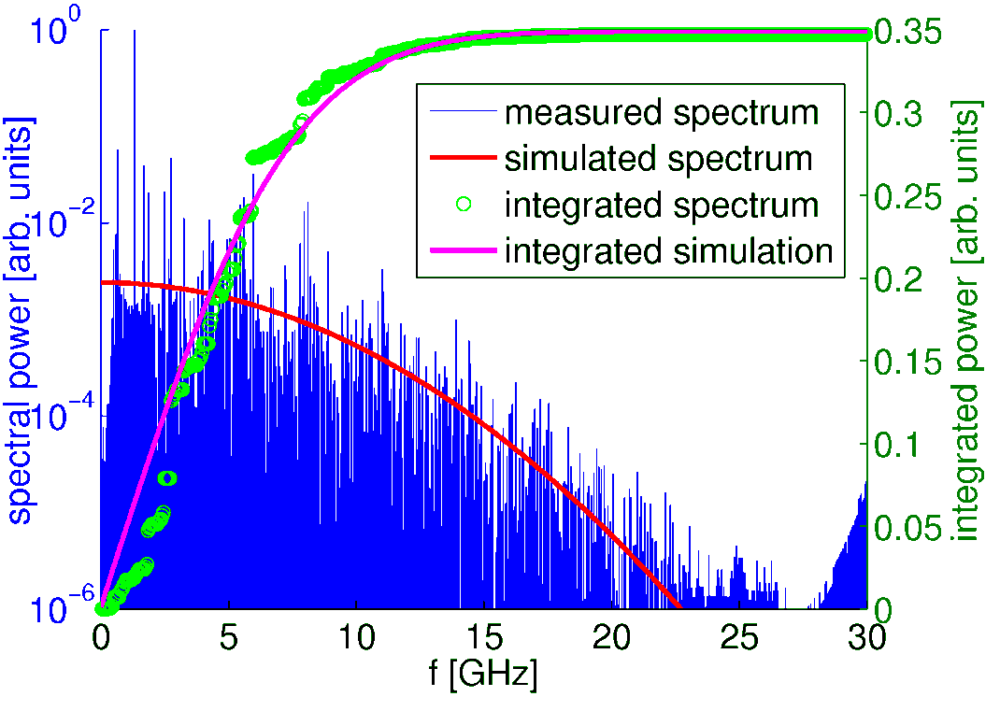 10^0
10^-2
10^-4
10^-6
spectral power [arb. units]
0.35
0.3
0.25
0.2
0.15
0.1
0.05
0
integrated power [arb. units]
measured spectrum
simulated spectrum
integrated spectrum
integrated simulation
0 5 10 15 20 25 30
f [GHz]